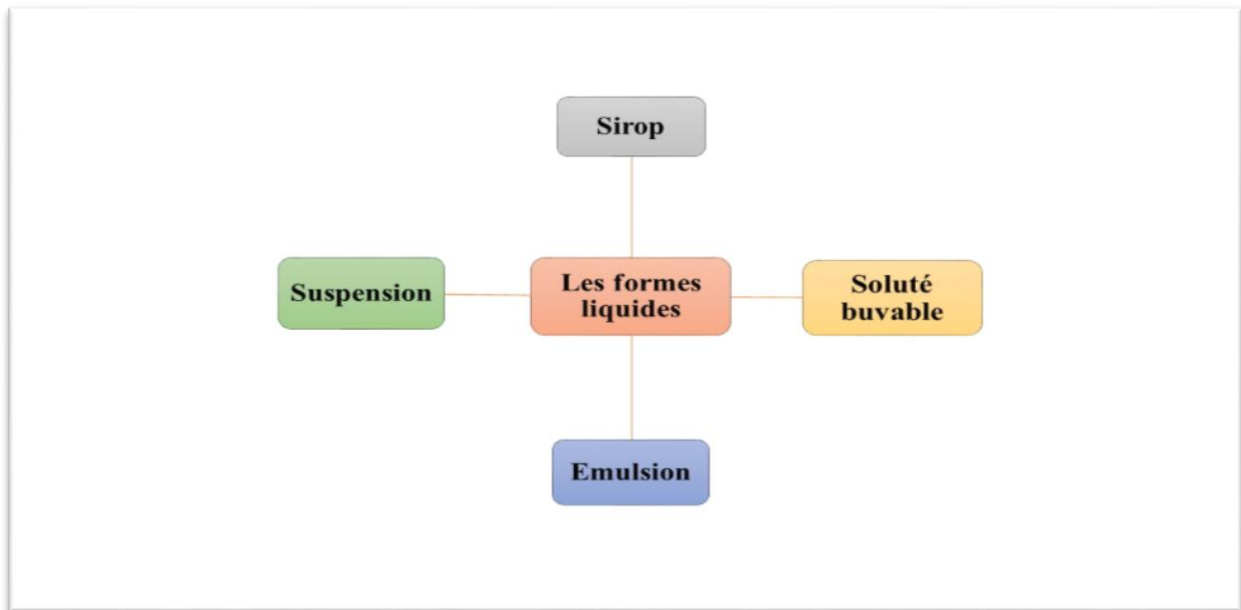 Sirop
Suspension
Les formes
liquides
Soluté
buvable
Emulsion